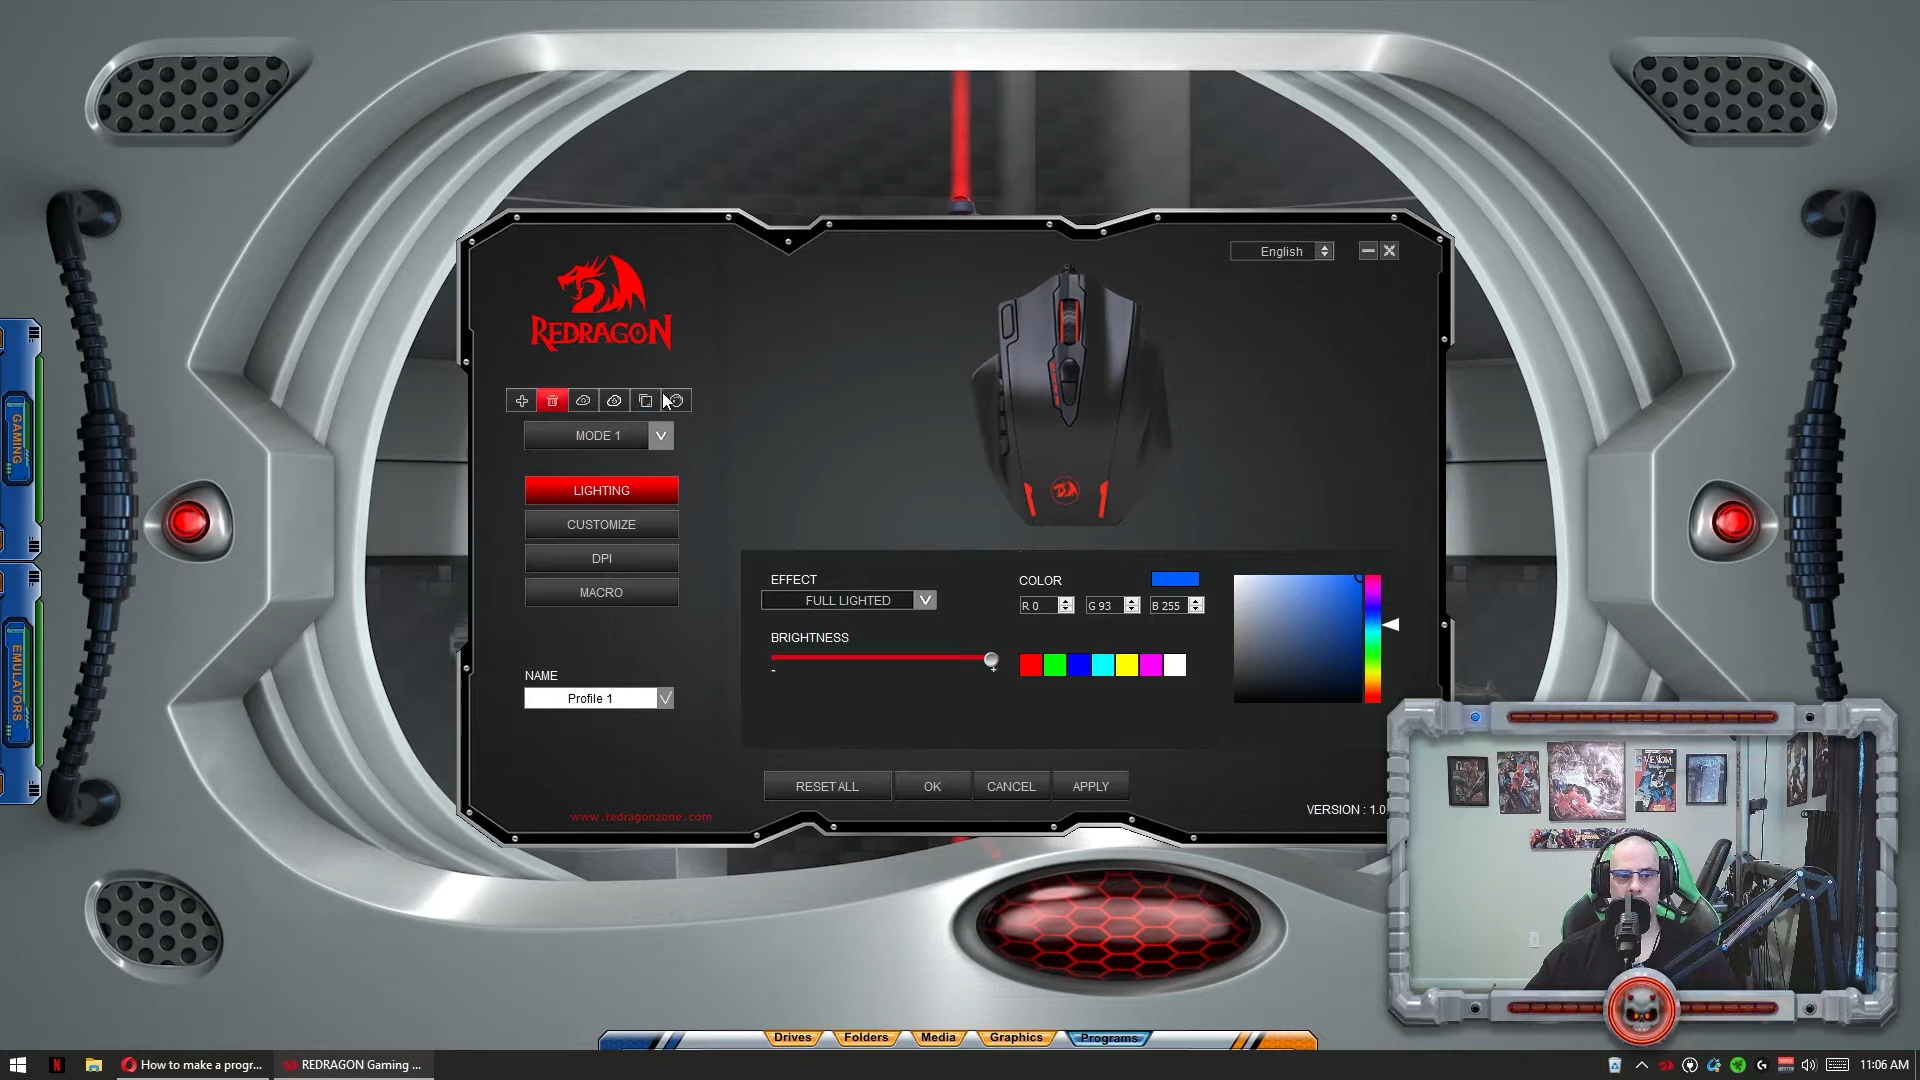 English
REDRAGON
MODE 1
LIGHTING
CUSTOMIZE
DPI
MACRO
NAME
Profile 1
EFFECT
FULL LIGHTED
BRIGHTNESS
-
+
COLOR
R 0
G 93
B 255
RESET ALL
OK
CANCEL
APPLY
www.redragonzone.com
VERSION : 1.0.
GAMING
EMULATORS
VENOM
Drives
Folders
Media
Graphics
Programs
How to make a progr...
REDRAGON Gaming ...
11:06 AM